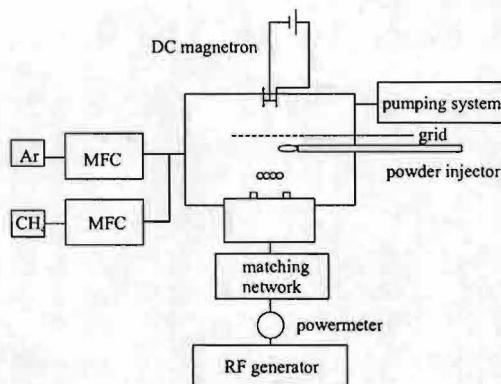 DC magnetron
pumping system
grid
Ar
MFC
powder injector
CH
MFC
matching
network
powermeter
RF generator